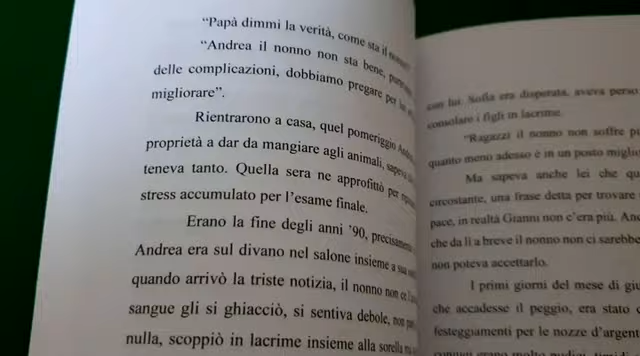 “Papà dimmi la verità, come sta il
“Andrea il nonno non sta bene,
delle complicazioni, dobbiamo pregare per
migliorare”.
Rientrarono a casa, quel pomeriggio
proprietà a dar da mangiare agli animali, sapeva
teneva tanto. Quella sera ne approfittò per
stress accumulato per l’esame finale.
Erano la fine degli anni ’90, precisamente
Andrea era sul divano nel salone insieme a sua
quando arrivò la triste notizia, il nonno non
sangue gli si ghiacciò, si sentiva debole, non
nulla, scoppiò in lacrime insieme alla sorella
con lui. Sofia era disperata, aveva perso
consolare i figli in lacrime.
“Ragazzi il nonno non soffre
quanto meno adesso è in un posto
Ma sapeva anche lei che
circostante, una frase detta per trovare
pace, in realtà Gianni non c’era più.
che da lì a breve il nonno non ci sarebbe
non poteva accettarlo.
I primi giorni del mese di
che accadesse il peggio, era stato
festeggiamenti per le nozze